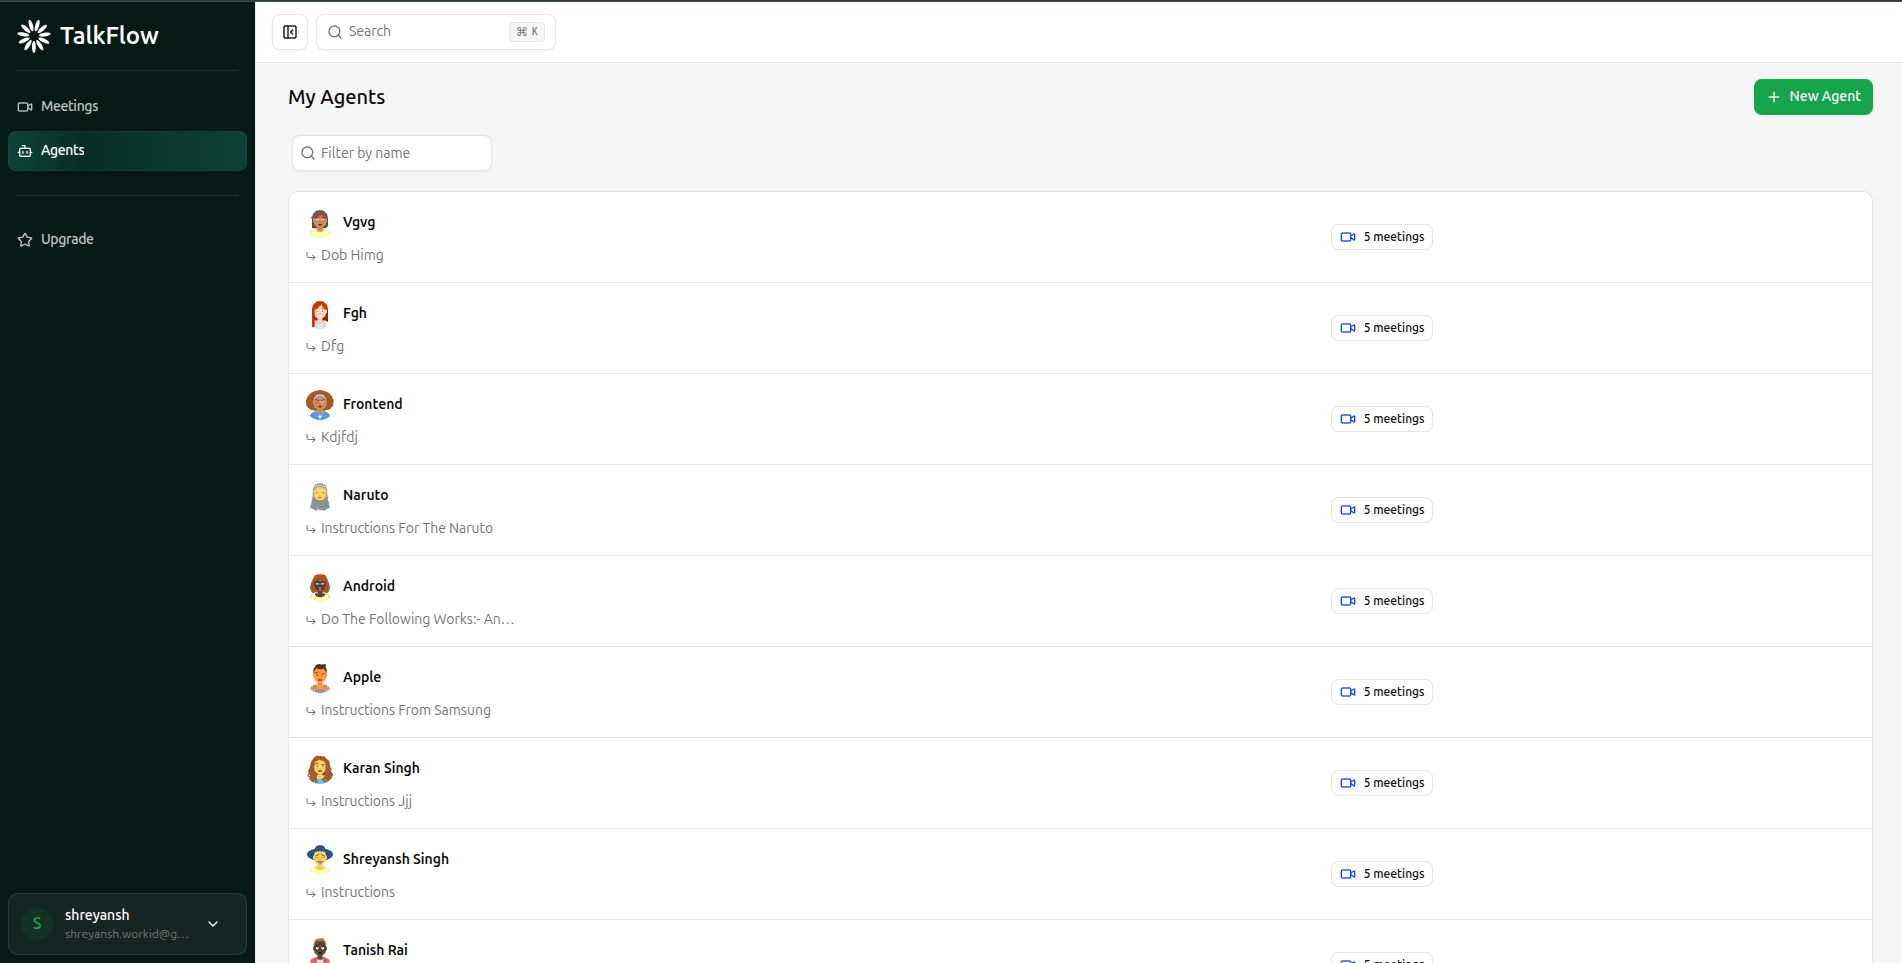 TalkFlow
Meetings
Agents
Upgrade
shreyansh
shreyansh.workid@g...
Search ⌘ K
My Agents
New Agent
Filter by name
Vgvg
Dob Himg
5 meetings
Fgh
Dfg
5 meetings
Frontend
Kdjfdj
5 meetings
Naruto
Instructions For The Naruto
5 meetings
Android
Do The Following Works:- An...
5 meetings
Apple
Instructions From Samsung
5 meetings
Karan Singh
Instructions Jjj
5 meetings
Shreyansh Singh
Instructions
5 meetings
Tanish Rai
5 meetings
S